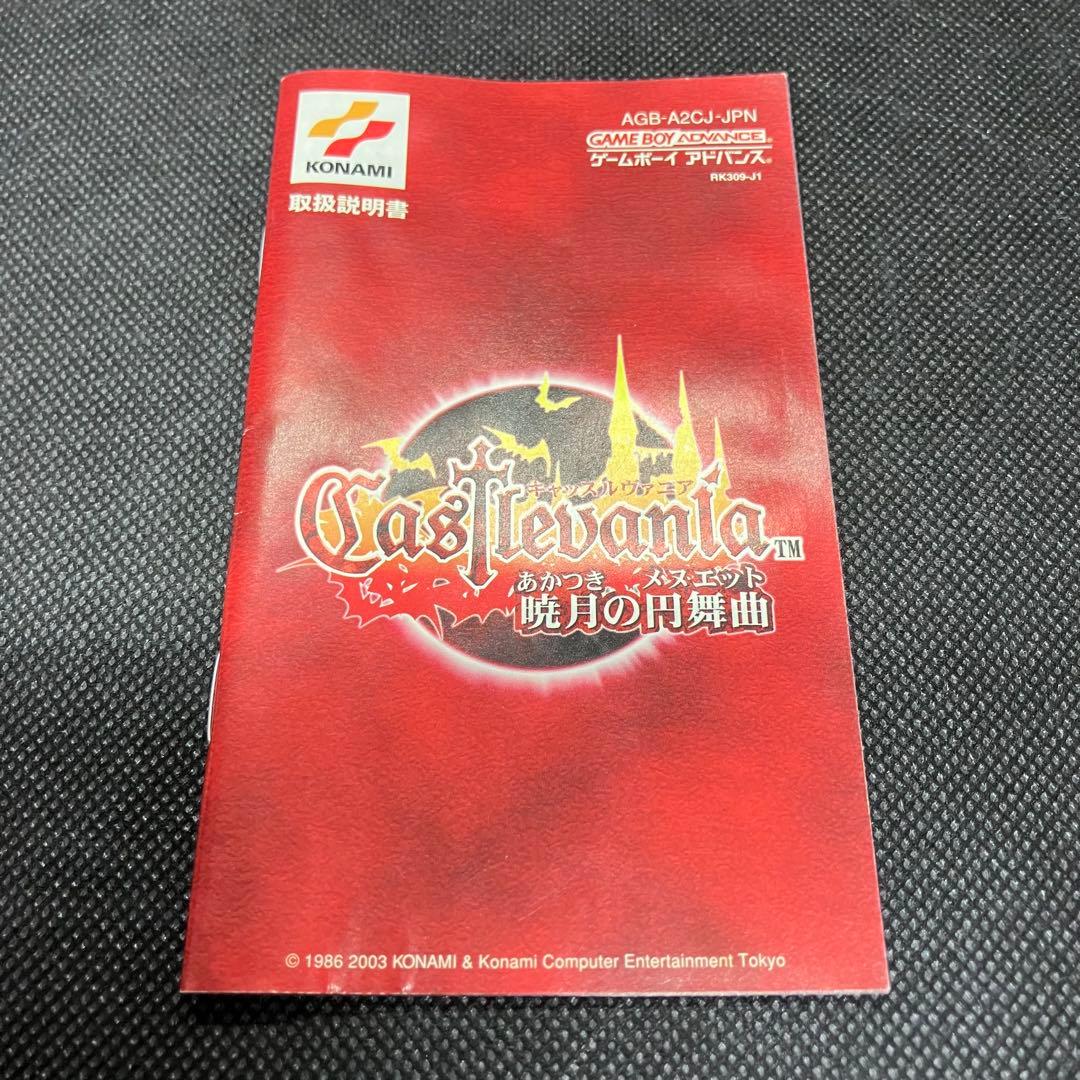 KONAMI
取扱説明書
AGB-A2CJ-JPN
GAME BOY ADVANCE
ゲームボーイ アドバンス
RK309-J1
キャッスルヴァニア
Castlevania™
あかつき メヌエット
暁月の円舞曲
© 1986 2003 KONAMI & Konami Computer Entertainment Tokyo